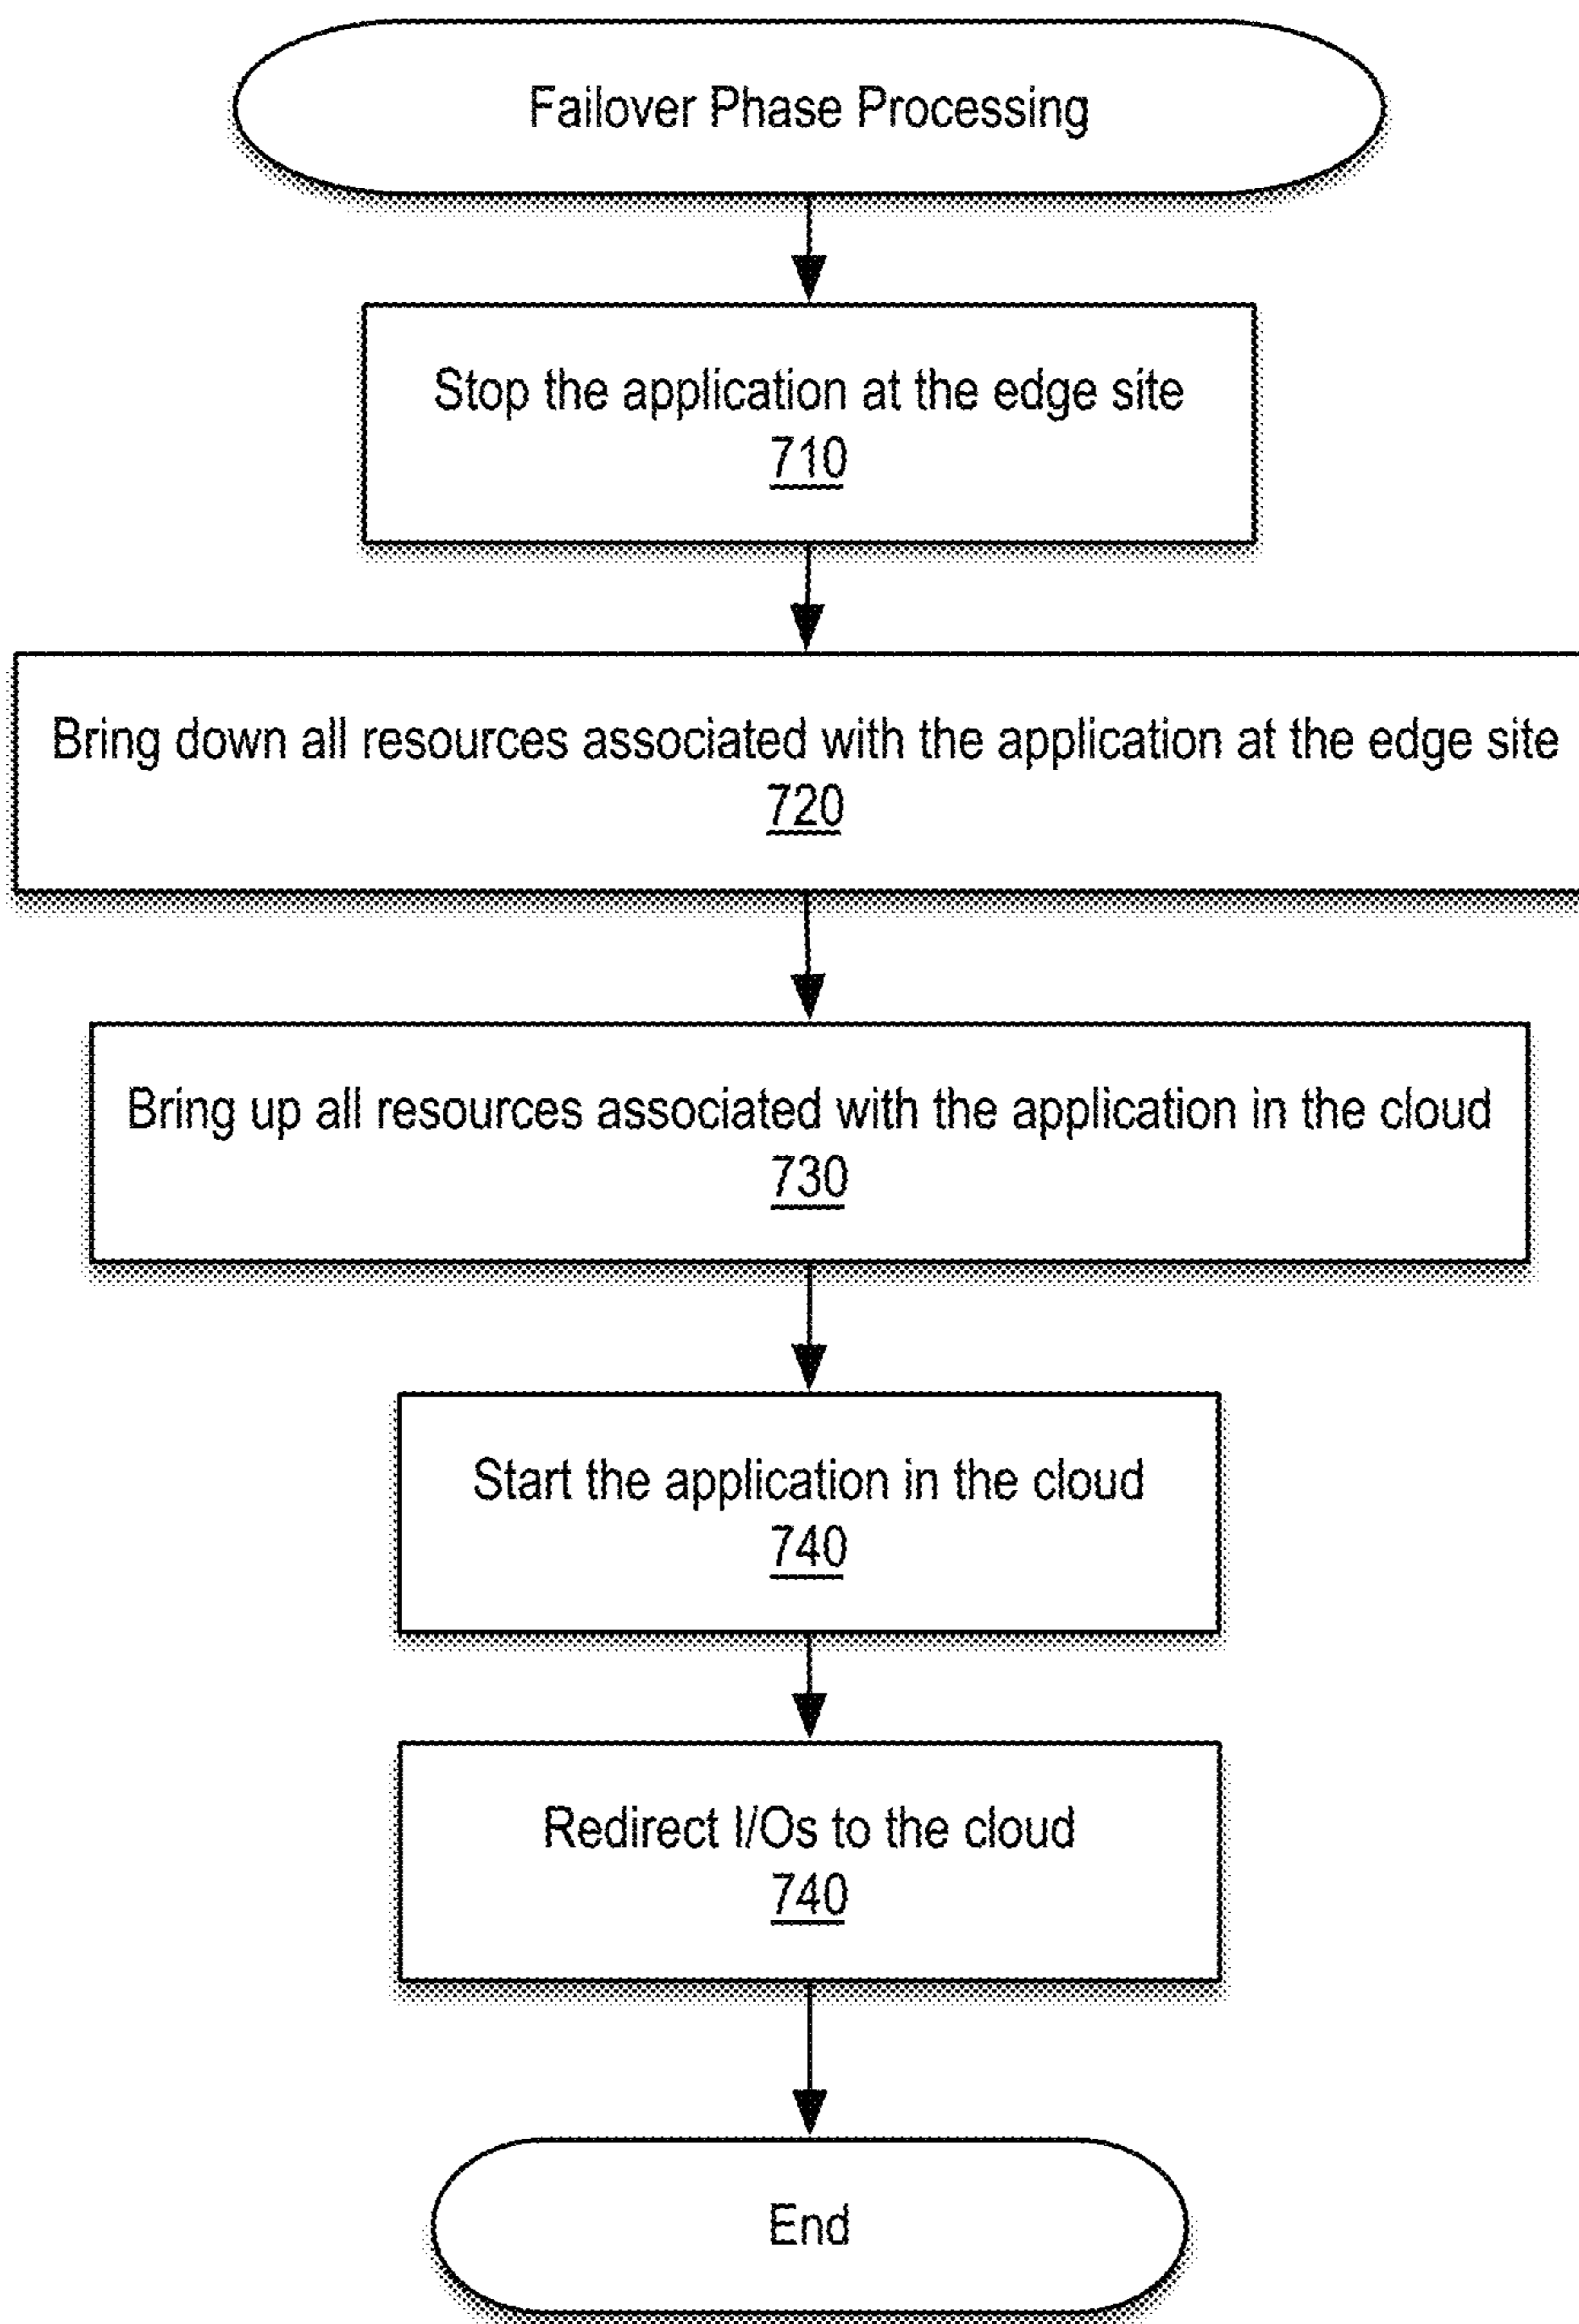 Failover Phase Processing
Stop the application at the edge site
710
Bring down all resources associated with the application at the edge site
720
Bring up all resources associated with the application in the cloud
730
Start the application in the cloud
740
Redirect I/Os to the cloud
740
End